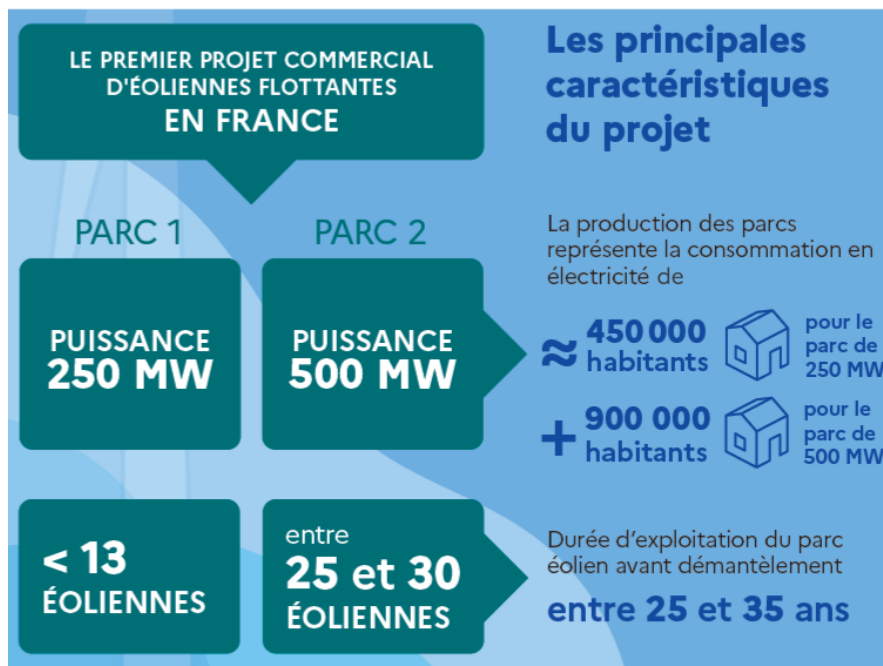 LE PREMIER PROJET COMMERCIAL
D'ÉOLIENNES FLOTTANTES
EN FRANCE
Les principales
caractéristiques
du projet
PARC 1
PUISSANCE
250 MW
PARC 2
PUISSANCE
500 MW
La production des parcs
représente la consommation en
électricité de
≈ 450 000
habitants
pour le
parc de
250 MW
+ 900 000
habitants
pour le
parc de
500 MW
< 13
ÉOLIENNES
entre
25 et 30
ÉOLIENNES
Durée d'exploitation du parc
éolien avant démantèlement
entre 25 et 35 ans